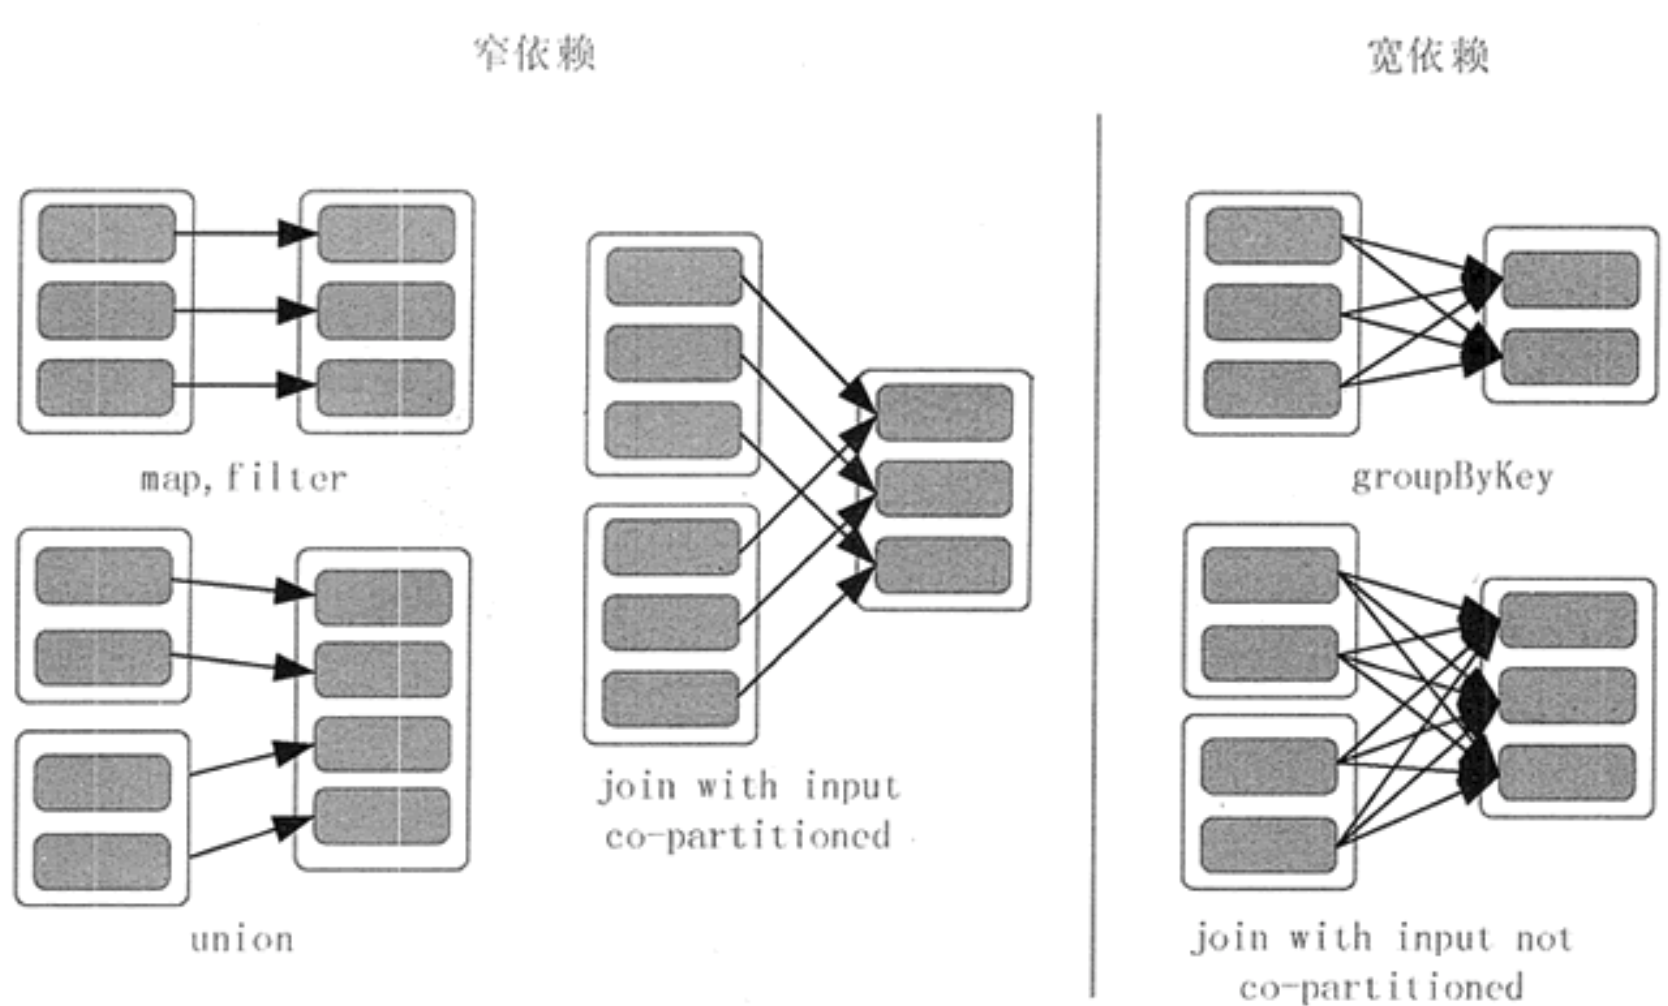 窄依赖
宽依赖
map,filter
groupByKey
join with input
co-partitioned
union
join with input not
co-partitioned